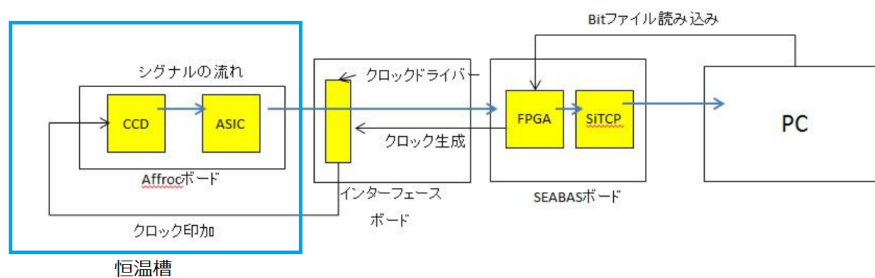 Bitファイル読み込み
シグナルの流れ
クロックドライバー
CCD
ASIC
FPGA
SiTCP
PC
クロック生成
Affrocボード
インターフェース
ボード
SEABASボード
クロック印加
恒温槽